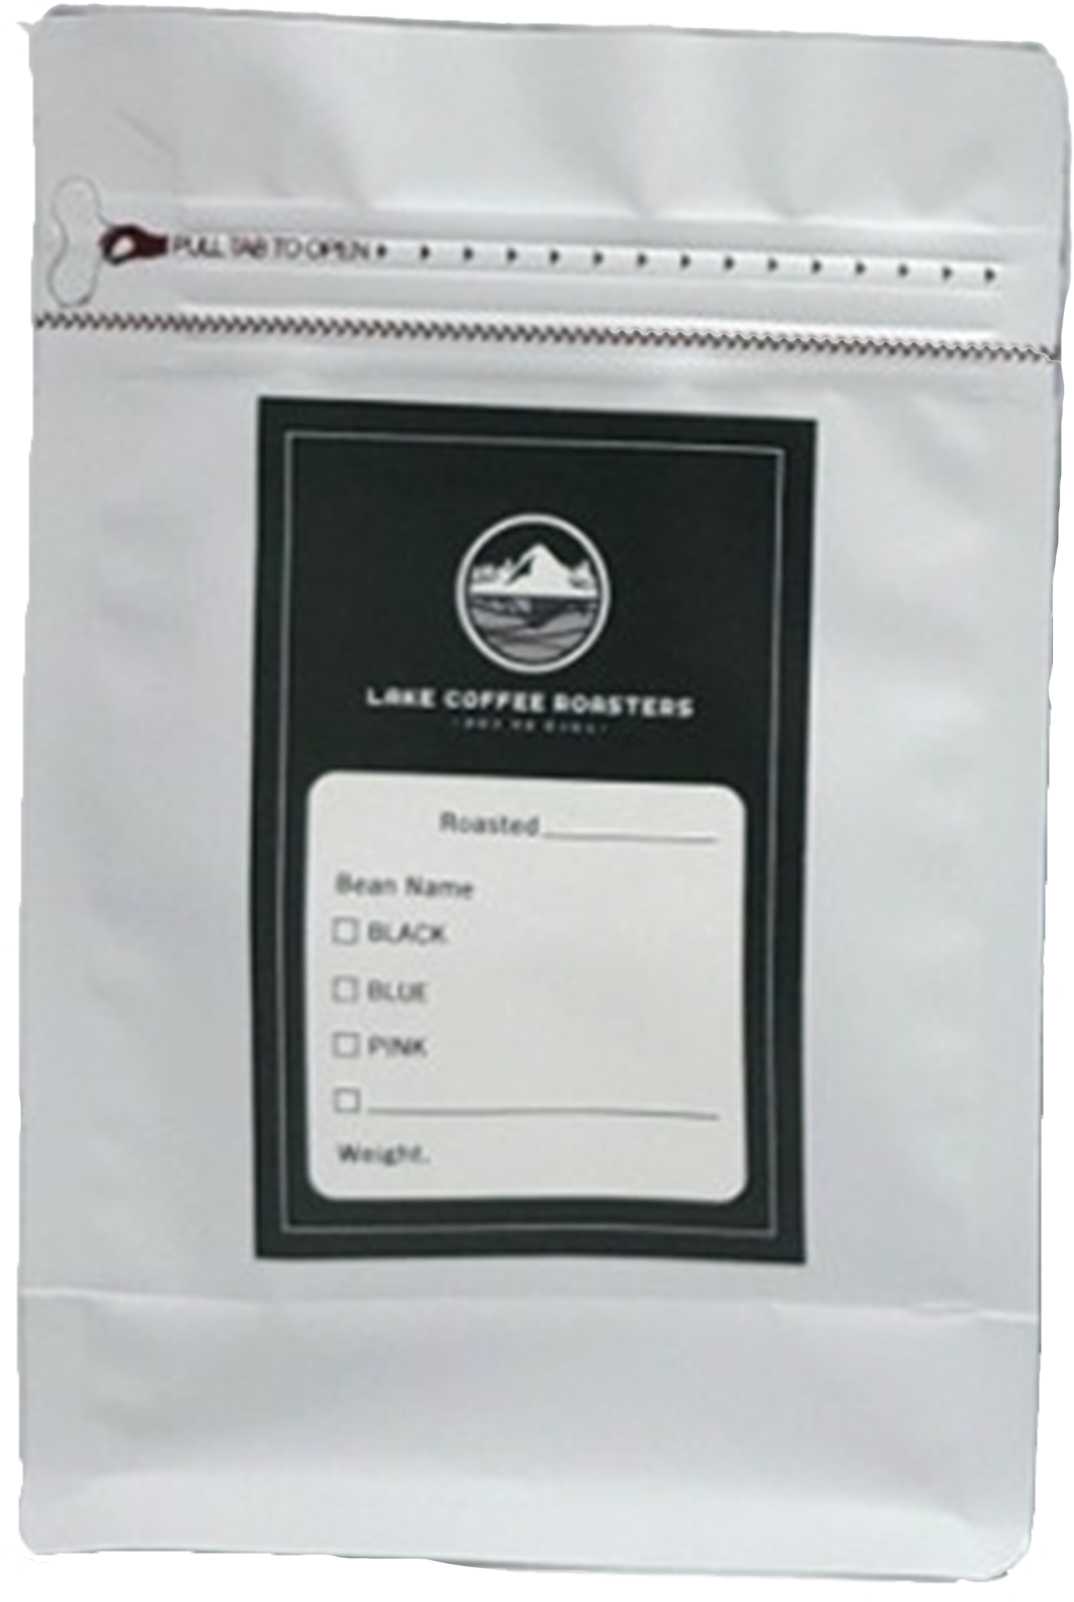 PULL TAB TO OPEN
LAKE COFFEE ROASTERS
Roasted
Bean Name
BLACK
BLUE
PINK
Weight.